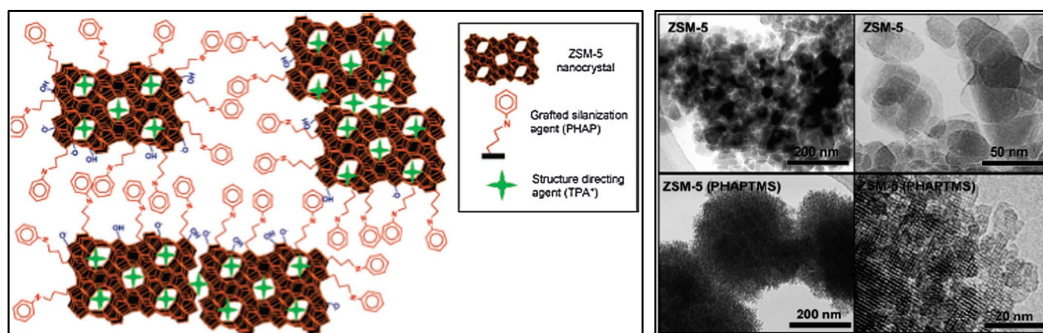 ZSM-5
nanocrystal
Grafted silanization
agent (PHAP)
Structure directing
agent (TPA⁺)
ZSM-5
200 nm
ZSM-5
50 nm
ZSM-5 (PHAPTMS)
200 nm
ZSM-5 (PHAPTMS)
20 nm